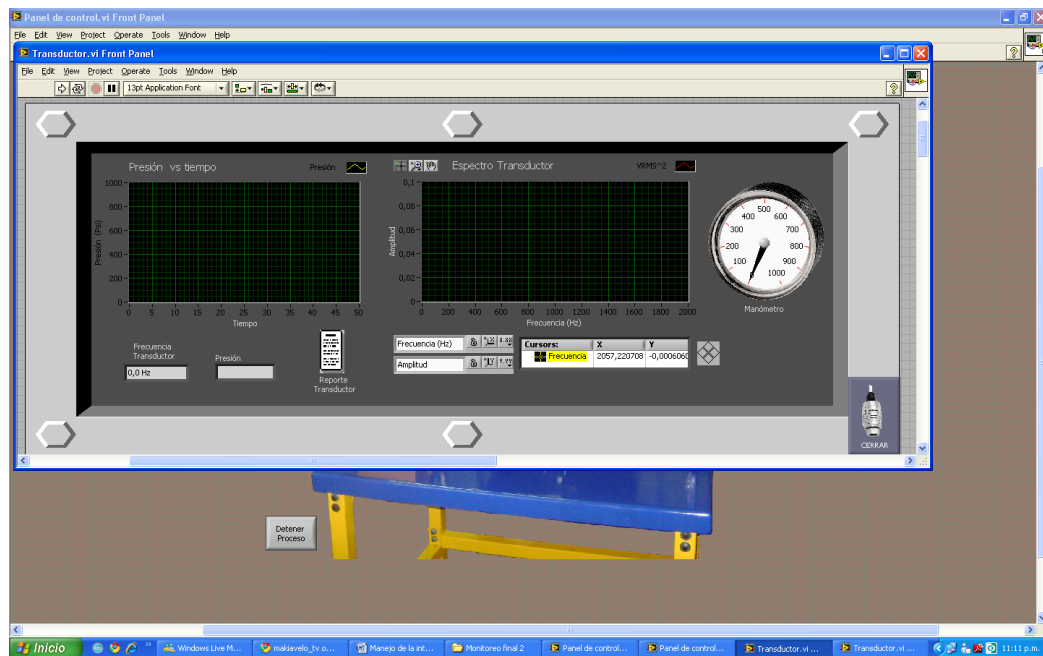 Panel de control.vi Front Panel
File Edit View Project Operate Tools Window Help
Transductor.vi Front Panel
File Edit View Project Operate Tools Window Help
13pt Application Font
Presión vs tiempo
Presión
Espectro Transductor
VRMS^2
1000
800
600
400
200
0
Presión (Psi)
0 5 10 15 20 25 30 35 40 45 50
Tiempo
0,1
0,08
0,06
0,04
0,02
0
Amplitud
0 200 400 600 800 1000 1200 1400 1600 1800 2000
Frecuencia (Hz)
0 100 200 300 400 500 600 700 800 900 1000
Manómetro
Frecuencia
Transductor
0,0 Hz
Presión
Reporte
Transductor
Frecuencia (Hz)
Amplitud
Cursors: X Y
Frecuencia 2057,220708 -0,0006060
CERRAR
Detener
Proceso
Inicio
Windows Live M...
makiavelo_tv o...
Manejo de la int...
Monitoreo final 2
Panel de control...
Panel de control...
Transductor.vi ...
Transductor.vi ...
11:11 p.m.